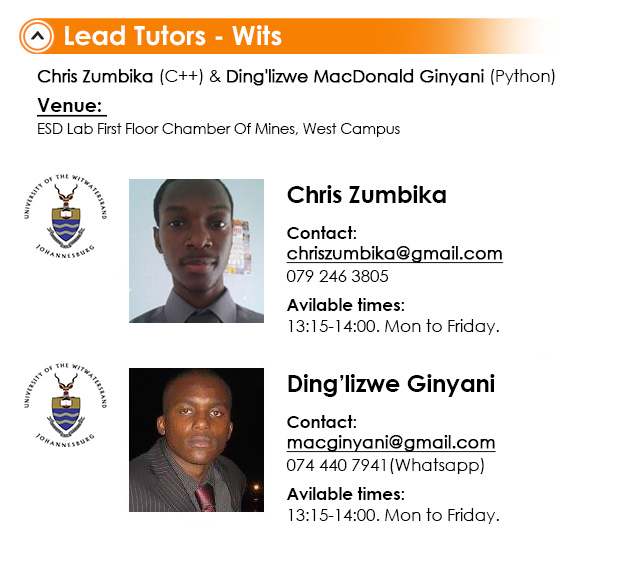 Lead Tutors - Wits
Chris Zumbika (C++) & Ding'lizwe MacDonald Ginyani (Python)
Venue:
ESD Lab First Floor Chamber Of Mines, West Campus
UNIVERSITY OF THE WITWATERSRAND
JOHANNESBURG
Chris Zumbika
Contact:
chriszumbika@gmail.com
079 246 3805
Avilable times:
13:15-14:00. Mon to Friday.
UNIVERSITY OF THE WITWATERSRAND
JOHANNESBURG
Ding’lizwe Ginyani
Contact:
macginyani@gmail.com
074 440 7941(Whatsapp)
Avilable times:
13:15-14:00. Mon to Friday.